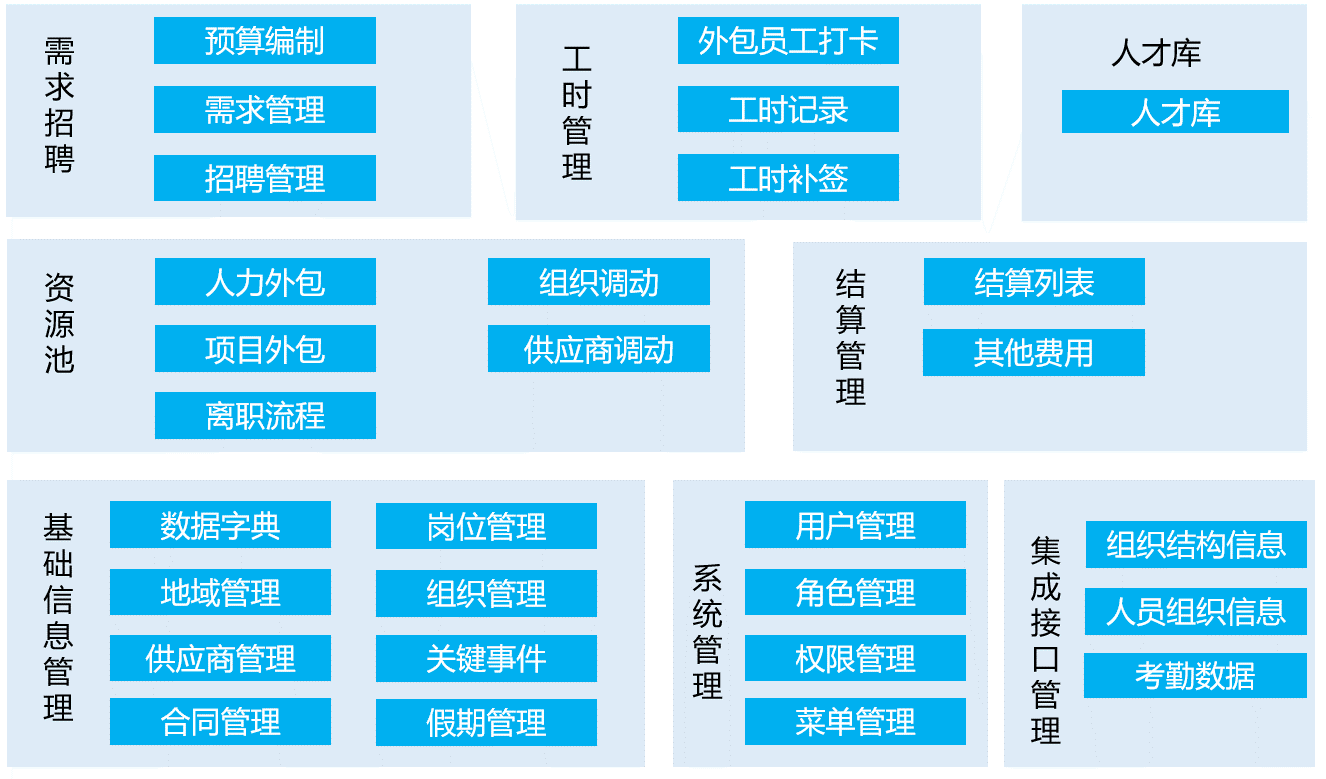 需求招聘
预算编制
需求管理
招聘管理
工时管理
外包员工打卡
工时记录
工时补签
人才库
人才库
资源池
人力外包
项目外包
离职流程
组织调动
供应商调动
结算管理
结算列表
其他费用
基础信息管理
数据字典
地域管理
供应商管理
合同管理
岗位管理
组织管理
关键事件
假期管理
系统管理
用户管理
角色管理
权限管理
菜单管理
集成接口管理
组织结构信息
人员组织信息
考勤数据